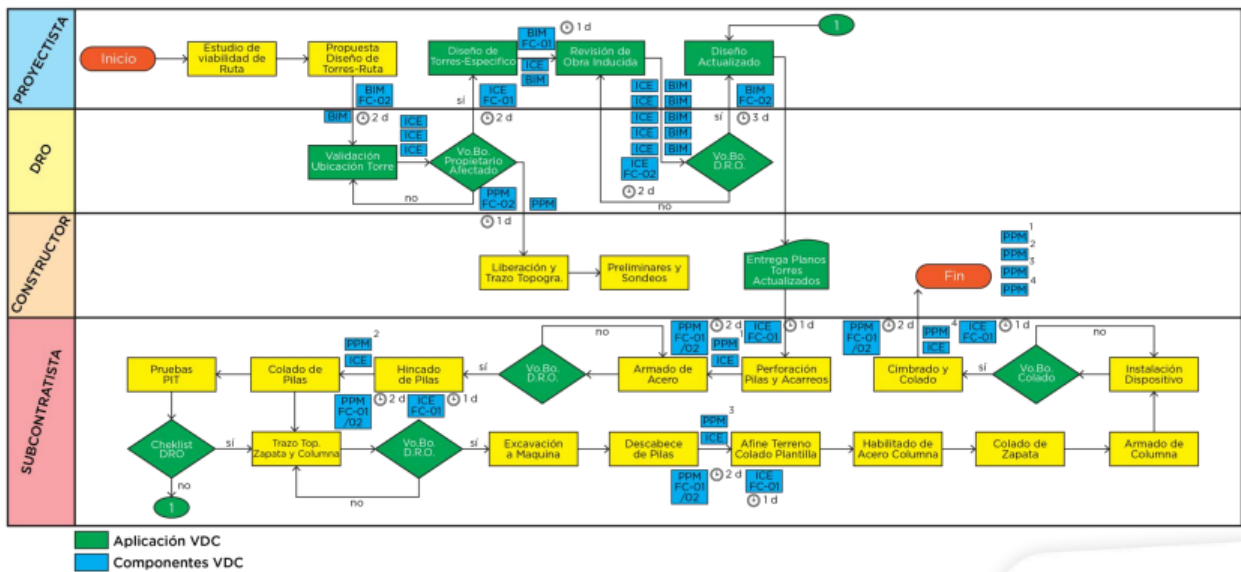 PROYECTISTA
Inicio
Estudio de
viabilidad de
Ruta
Propuesta
Diseño de
Torres-Ruta
BIM
FC-02
2 d
BIM
Diseño de
Torres-Específico
BIM
FC-01
1 d
ICE
BIM
ICE
FC-01
2 d
sí
Revisión de
Obra Inducida
ICE
ICE
ICE
ICE
ICE
BIM
BIM
BIM
BIM
BIM
ICE
FC-02
2 d
Diseño
Actualizado
1
BIM
FC-02
3 d
sí
DRO
Validación
Ubicación Torre
ICE
ICE
ICE
Vo.Bo.
Propietario
Afectado
no
PPM
FC-02
PPM
1 d
Vo.Bo.
D.R.O.
no
CONSTRUCTOR
Liberación y
Trazo Topogra.
Preliminares y
Sondeos
Entrega Planos
Torres
Actualizados
Fin
PPM 1
PPM 2
PPM 3
PPM 4
SUBCONTRATISTA
Pruebas
PIT
Colado de
Pilas
PPM 2
ICE
Hincado
de Pilas
PPM
FC-01
/02
2 d
ICE
FC-01
1 d
sí
Vo.Bo.
D.R.O.
no
Armado de
Acero
PPM
FC-01
/02
2 d
PPM 1
ICE
ICE
FC-01
1 d
Perforación
Pilas y Acarreos
PPM
FC-01
/02
2 d
PPM 4
ICE
ICE
FC-01
1 d
Cimbrado y
Colado
sí
Vo.Bo.
Colado
no
Instalación
Dispositivo
Cheklist
DRO
sí
no
1
Trazo Top.
Zapata y Columna
Vo.Bo.
D.R.O.
sí
no
Excavación
a Maquina
Descabece
de Pilas
PPM 3
ICE
PPM
FC-01
/02
2 d
ICE
FC-01
1 d
Afine Terreno
Colado Plantilla
Habilitado de
Acero Columna
Colado de
Zapata
Armado de
Columna
Aplicación VDC
Componentes VDC